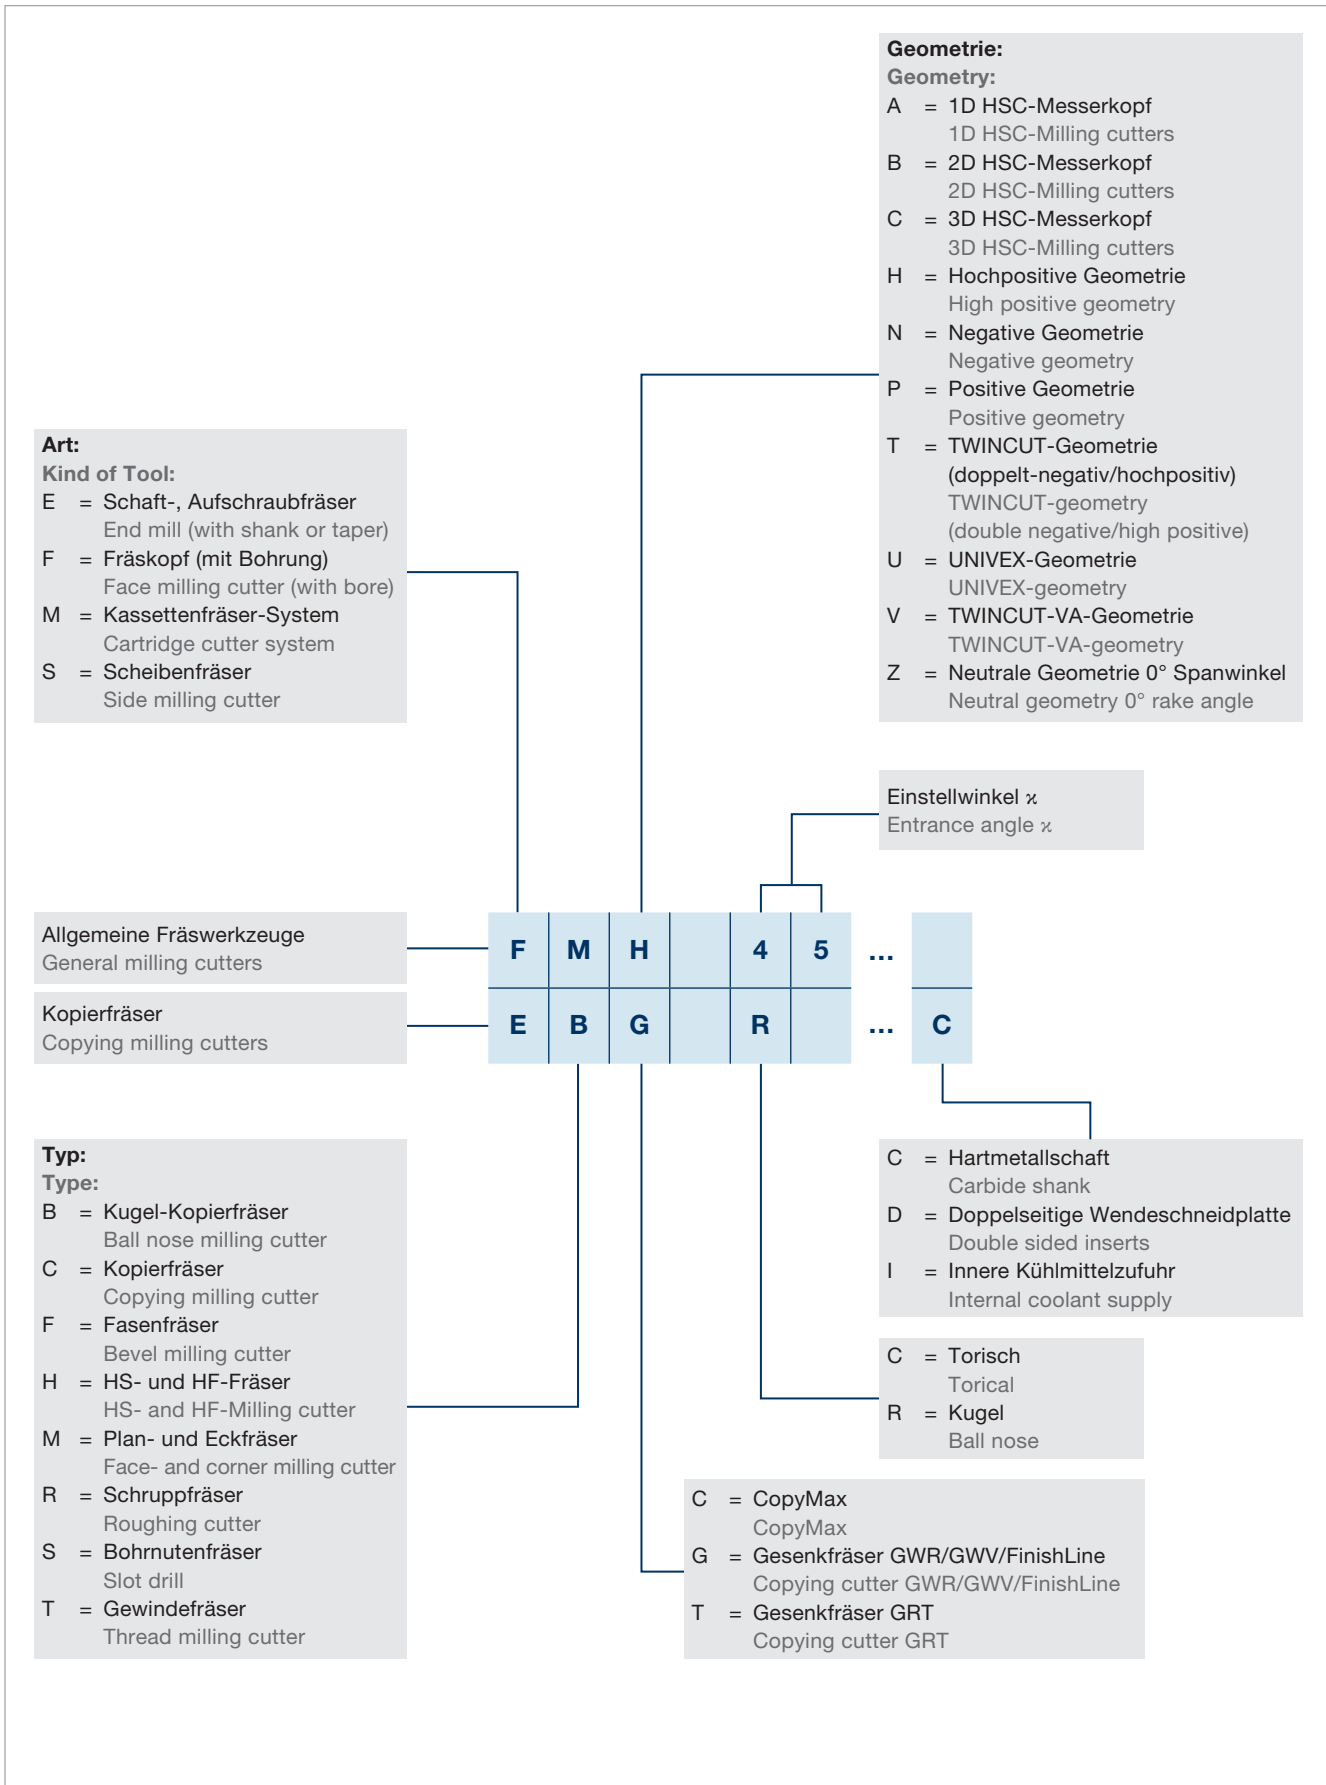 Geometrie:
Geometry:
A = 1D HSC-Messerkopf
1D HSC-Milling cutters
B = 2D HSC-Messerkopf
2D HSC-Milling cutters
C = 3D HSC-Messerkopf
3D HSC-Milling cutters
H = Hochpositive Geometrie
High positive geometry
N = Negative Geometrie
Negative geometry
P = Positive Geometrie
Positive geometry
T = TWINCUT-Geometrie
(doppelt-negativ/hochpositiv)
TWINCUT-geometry
(double negative/high positive)
U = UNIVEX-Geometrie
UNIVEX-geometry
V = TWINCUT-VA-Geometrie
TWINCUT-VA-geometry
Z = Neutrale Geometrie 0° Spanwinkel
Neutral geometry 0° rake angle
Art:
Kind of Tool:
E = Schaft-, Aufschraubfräser
End mill (with shank or taper)
F = Fräskopf (mit Bohrung)
Face milling cutter (with bore)
M = Kassettenfräser-System
Cartridge cutter system
S = Scheibenfräser
Side milling cutter
Einstellwinkel ϰ
Entrance angle ϰ
Allgemeine Fräswerkzeuge
General milling cutters
F M H 4 5 ...
Kopierfräser
Copying milling cutters
E B G R ... C
Typ:
Type:
B = Kugel-Kopierfräser
Ball nose milling cutter
C = Kopierfräser
Copying milling cutter
F = Fasenfräser
Bevel milling cutter
H = HS- und HF-Fräser
HS- and HF-Milling cutter
M = Plan- und Eckfräser
Face- and corner milling cutter
R = Schruppfräser
Roughing cutter
S = Bohrnutenfräser
Slot drill
T = Gewindefräser
Thread milling cutter
C = Hartmetallschaft
Carbide shank
D = Doppelseitige Wendeschneidplatte
Double sided inserts
I = Innere Kühlmittelzufuhr
Internal coolant supply
C = Torisch
Torical
R = Kugel
Ball nose
C = CopyMax
CopyMax
G = Gesenkfräser GWR/GWV/FinishLine
Copying cutter GWR/GWV/FinishLine
T = Gesenkfräser GRT
Copying cutter GRT